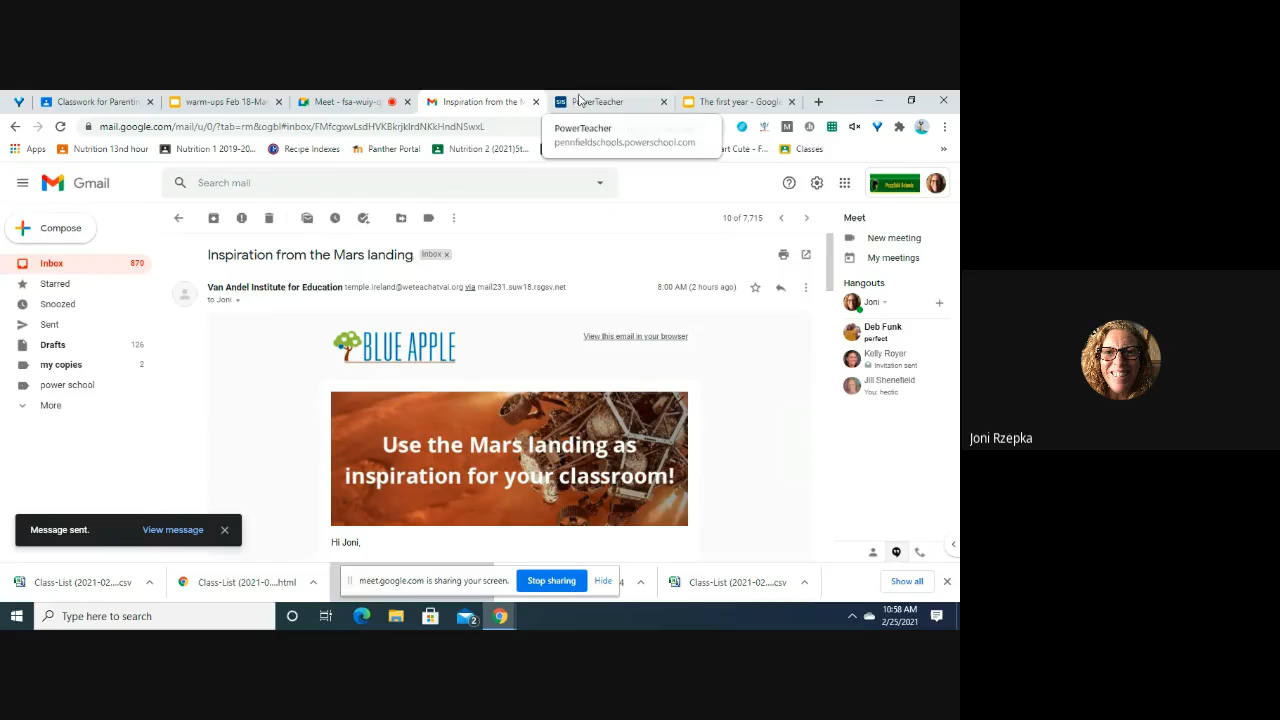 Classwork for Parentin
warm-ups Feb 18-Ma
Meet - fsa-wuiy-q
Inspiration from the M
PowerTeacher
The first year - Google
mail.google.com/mail/u/0/?tab=rm&ogbl#inbox/FMfcgxwLsdHVKBkrjklrdNKkHndNSwxL
PowerTeacher
pennfieldschools.powerschool.com
Apps
Nutrition 13nd hour
Nutrition 1 2019-20...
Recipe Indexes
Panther Portal
Nutrition 2 (2021)5t...
art Cute - F...
Classes
Gmail
Search mail
Compose
10 of 7,715
Meet
New meeting
My meetings
Inbox 870
Starred
Snoozed
Sent
Drafts 126
my copies 2
power school
More
Inspiration from the Mars landing
Inbox x
Van Andel Institute for Education temple.ireland@weteachatvai.org via mail231.suw18.rsgsv.net
8:00 AM (2 hours ago)
to Joni
Hangouts
Joni
Deb Funk
perfect
Kelly Royer
Invitation sent
Jill Shenefield
You: hectic
BLUE APPLE
View this email in your browser
Use the Mars landing as
inspiration for your classroom!
Hi Joni,
Message sent.
View message
Joni Rzepka
Class-List (2021-02....csv
Class-List (2021-0....html
meet.google.com is sharing your screen.
Stop sharing
Hide
4
Class-List (2021-02....csv
Show all
Type here to search
2
10:58 AM
2/25/2021